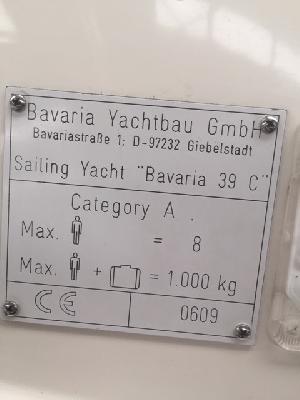 Bavaria Yachtbau GmbH
Bavariastraße 1; D-97232 Giebelstadt
Sailing Yacht "Bavaria 39 C"
Category A .
Max. = 8
Max. + = 1.000 kg
CE 0609